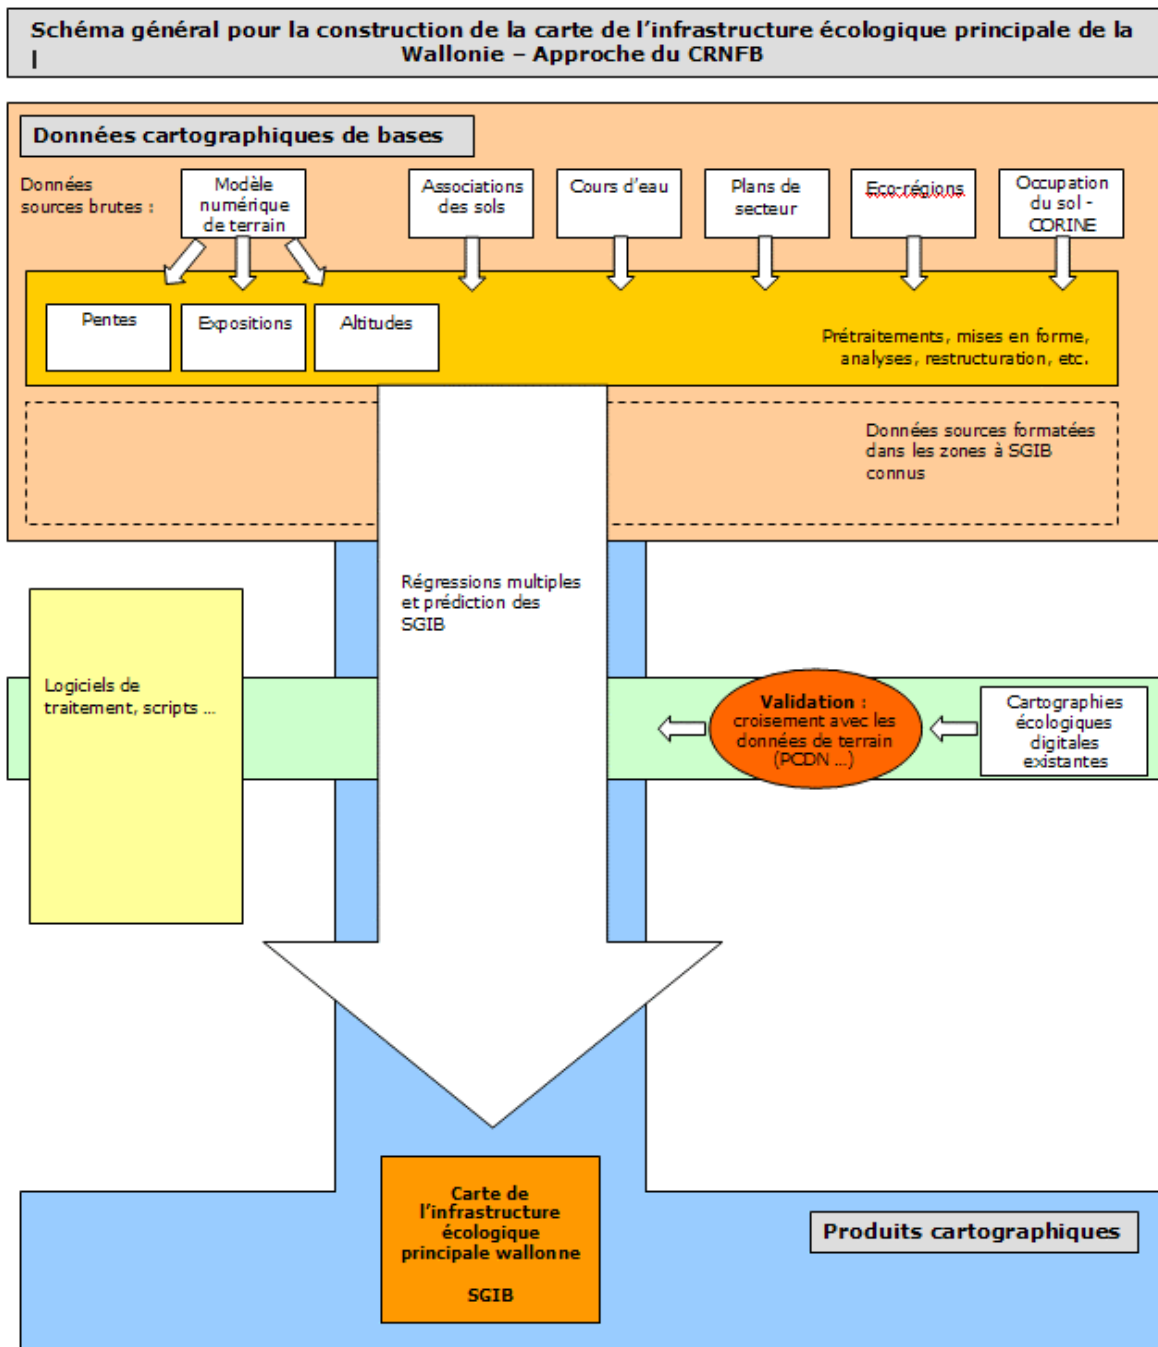 Schéma général pour la construction de la carte de l'infrastructure écologique principale de la
Wallonie – Approche du CRNFB
Données cartographiques de bases
Données
sources brutes :
Modèle
numérique
de terrain
Associations
des sols
Cours d'eau
Plans de
secteur
Eco-régions
Occupation
du sol -
CORINE
Pentes
Expositions
Altitudes
Prétraitements, mises en forme,
analyses, restructuration, etc.
Données sources formatées
dans les zones à SGIB
connus
Régressions multiples
et prédiction des
SGIB
Logiciels de
traitement, scripts ...
Validation :
croisement avec les
données de terrain
(PCDN ...)
Cartographies
écologiques
digitales
existantes
Carte de
l'infrastructure
écologique
principale wallonne
SGIB
Produits cartographiques